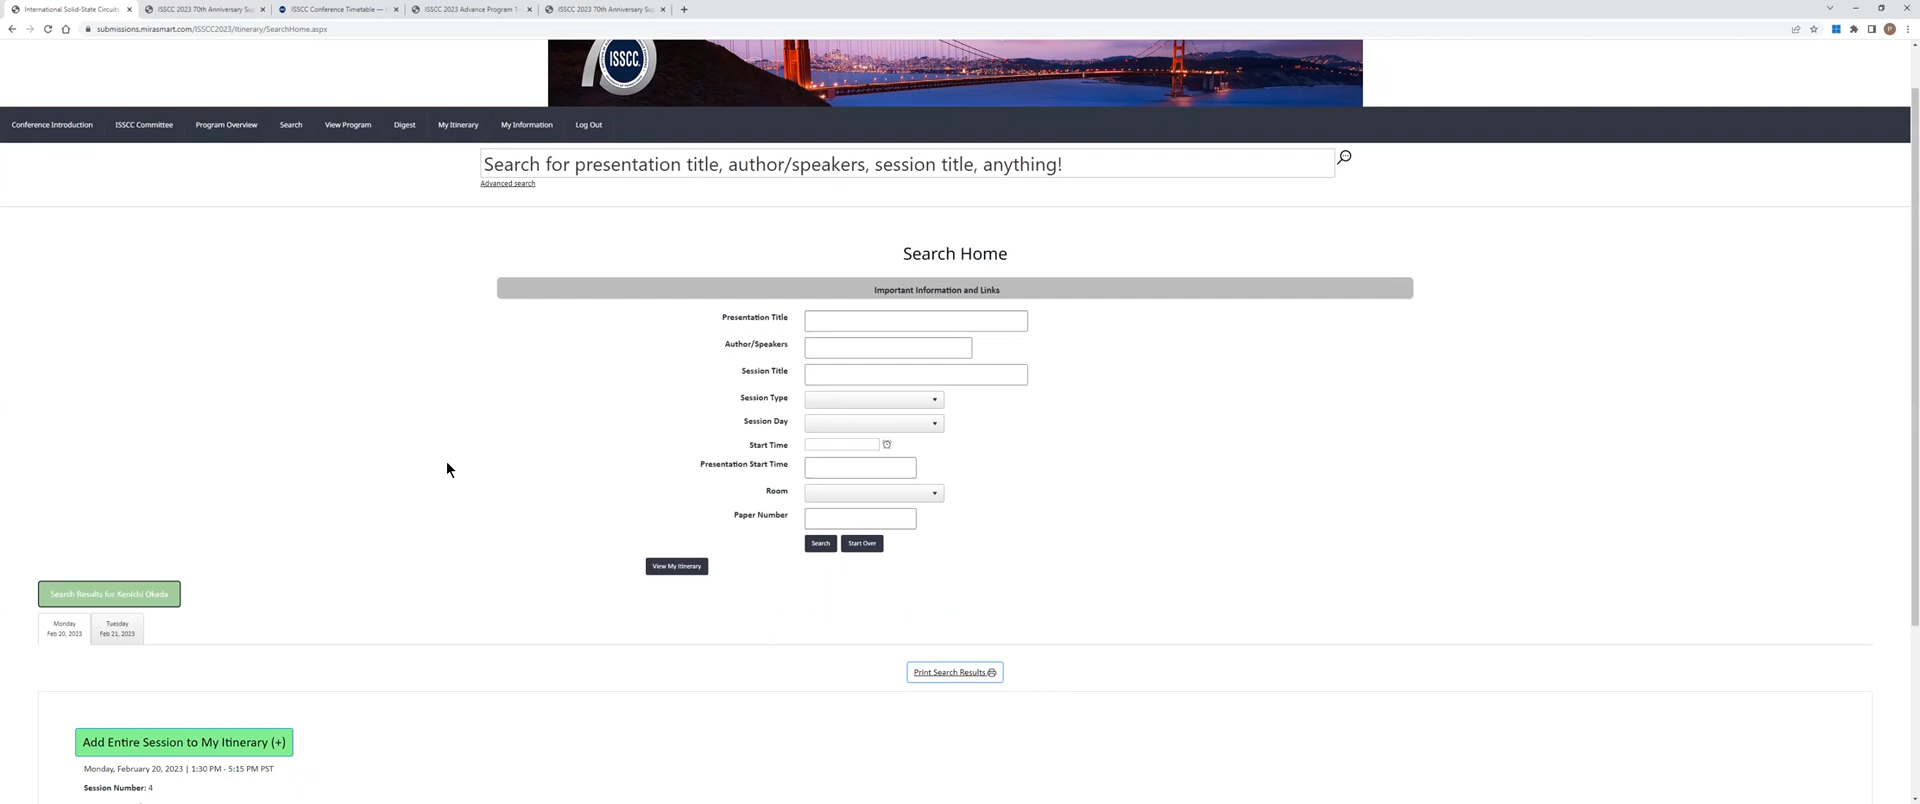 International Solid-State Circuits
ISSCC 2023 70th Anniversary Su
ISSCC Conference Timetable —
ISSCC 2023 Advance Program
ISSCC 2023 70th Anniversary Su
submissions.mirasmart.com/ISSCC2023/Itinerary/SearchHome.aspx
P
ISSCC
Conference Introduction ISSCC Committee Program Overview Search View Program Digest My Itinerary My Information Log Out
Search for presentation title, author/speakers, session title, anything!
Advanced search
Search Home
Important Information and Links
Presentation Title
Author/Speakers
Session Title
Session Type
Session Day
Start Time
Presentation Start Time
Room
Paper Number
Search Start Over
View My Itinerary
Search Results for Kenichi Okada
Monday Tuesday
Feb 20, 2023 Feb 21, 2023
Print Search Results
Add Entire Session to My Itinerary (+)
Monday, February 20, 2023 | 1:30 PM - 5:15 PM PST
Session Number: 4